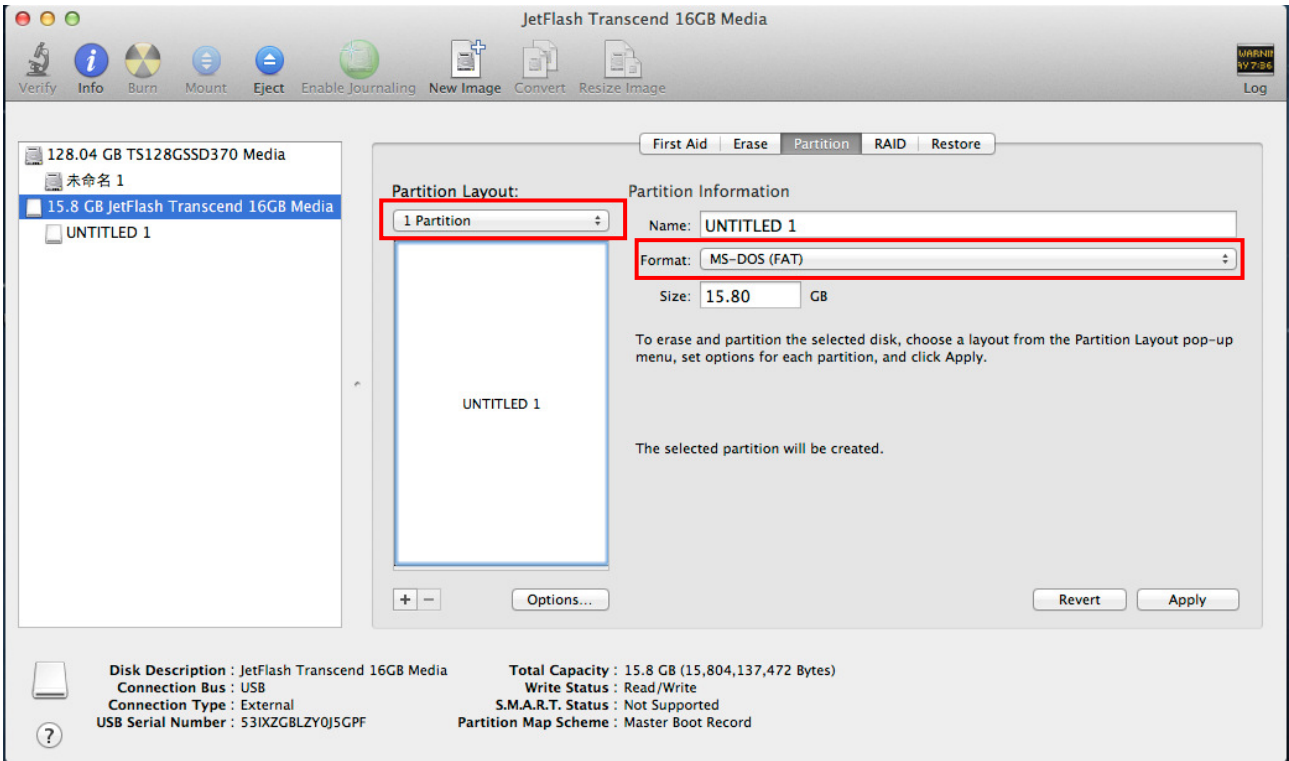 JetFlash Transcend 16GB Media
Verify Info Burn Mount Eject Enable Journaling New Image Convert Resize Image Log
WARNIN
AY 7:36
First Aid Erase Partition RAID Restore
128.04 GB TS128GSSD370 Media
未命名 1
15.8 GB JetFlash Transcend 16GB Media
UNTITLED 1
Partition Layout:
1 Partition
UNTITLED 1
+ − Options...
Partition Information
Name: UNTITLED 1
Format: MS-DOS (FAT)
Size: 15.80 GB
To erase and partition the selected disk, choose a layout from the Partition Layout pop-up
menu, set options for each partition, and click Apply.
The selected partition will be created.
Revert Apply
Disk Description : JetFlash Transcend 16GB Media
Connection Bus : USB
Connection Type : External
USB Serial Number : 53IXZGBLZY0J5GPF
Total Capacity : 15.8 GB (15,804,137,472 Bytes)
Write Status : Read/Write
S.M.A.R.T. Status : Not Supported
Partition Map Scheme : Master Boot Record
?